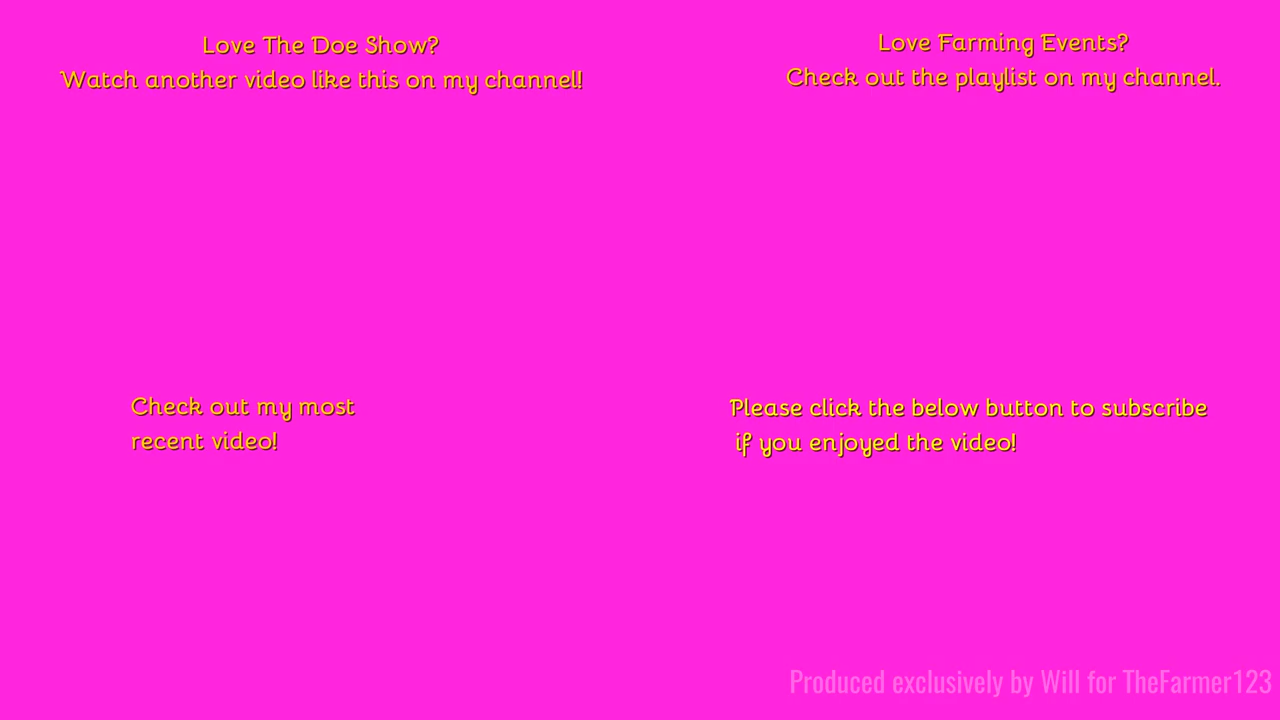 Love The Doe Show?
Watch another video like this on my channel!
Love Farming Events?
Check out the playlist on my channel.
Check out my most
recent video!
Please click the below button to subscribe
if you enjoyed the video!
Produced exclusively by Will for TheFarmer123